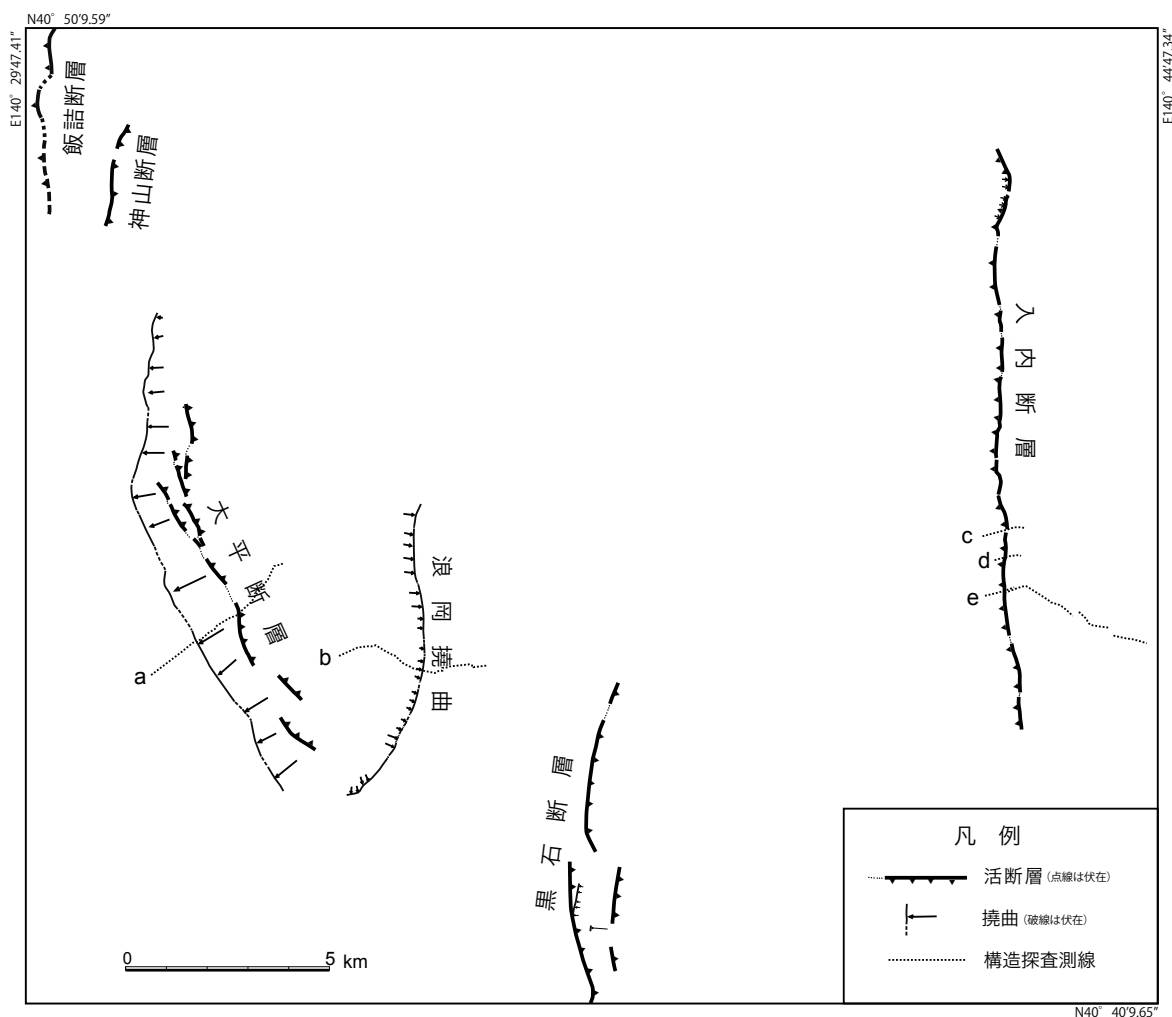 N40° 50'9.59"
E140° 29'47.41"
E140° 44'47.34"
飯詰断層
神山断層
入内断層
大平断層
浪岡撓曲
黒石断層
a
b
c
d
e
0 5 km
凡 例
活断層(点線は伏在)
撓曲(破線は伏在)
構造探査測線
N40° 40'9.65"